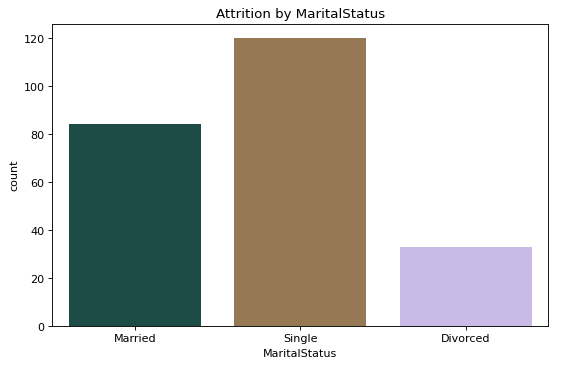 Attrition by MaritalStatus
120
100
80
60
40
20
0
count
Married
Single
Divorced
MaritalStatus